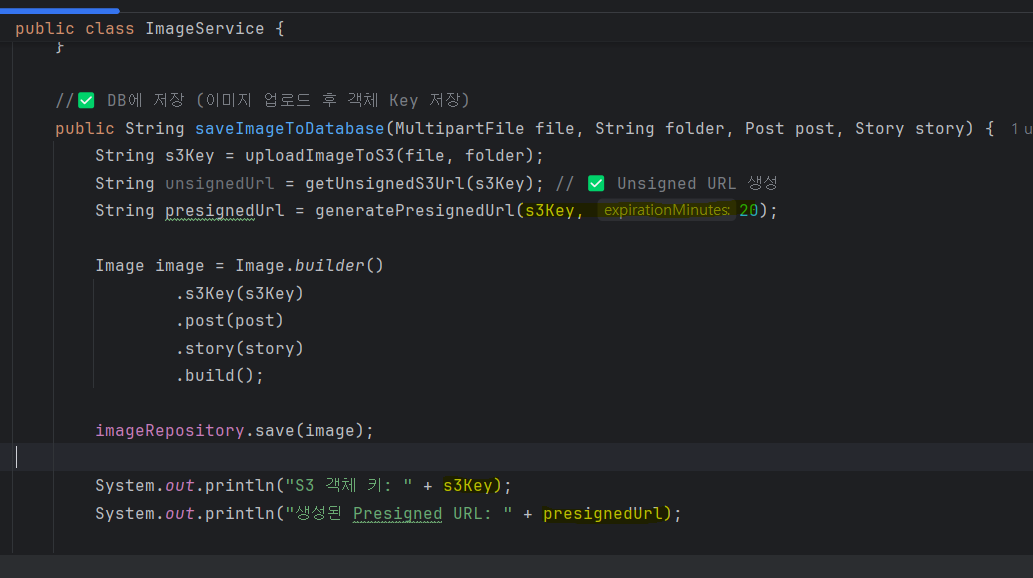 public class ImageService {
}
//✅ DB에 저장 (이미지 업로드 후 객체 Key 저장)
public String saveImageToDatabase(MultipartFile file, String folder, Post post, Story story) { 1 u
String s3Key = uploadImageToS3(file, folder);
String unsignedUrl = getUnsignedS3Url(s3Key); // ✅ Unsigned URL 생성
String presignedUrl = generatePresignedUrl(s3Key, expirationMinutes: 20);
Image image = Image.builder()
.s3Key(s3Key)
.post(post)
.story(story)
.build();
imageRepository.save(image);
System.out.println("S3 객체 키: " + s3Key);
System.out.println("생성된 Presigned URL: " + presignedUrl);